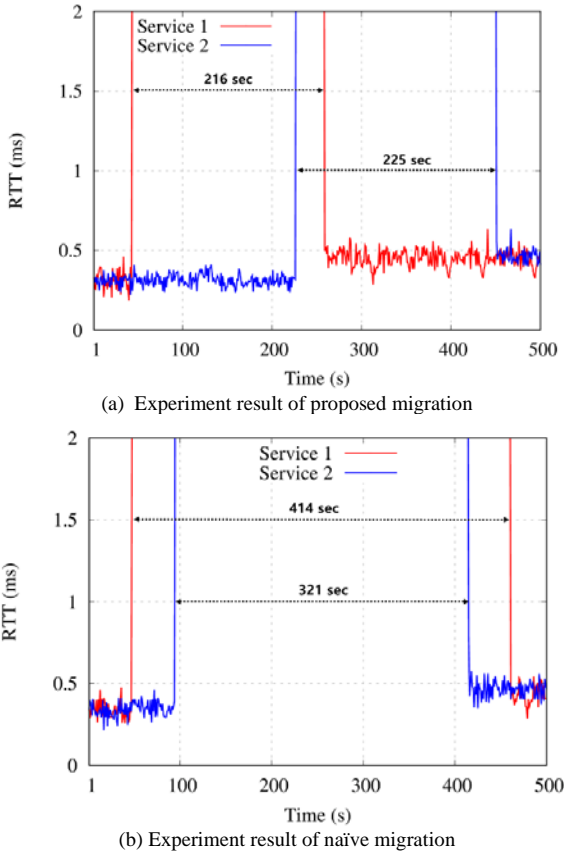 2
Service 1
Service 2
216 sec
1.5
225 sec
RTT (ms)
1
0.5
0
1 100 200 300 400 500
Time (s)
(a) Experiment result of proposed migration
2
Service 1
Service 2
414 sec
1.5
321 sec
RTT (ms)
1
0.5
0
1 100 200 300 400 500
Time (s)
(b) Experiment result of naïve migration